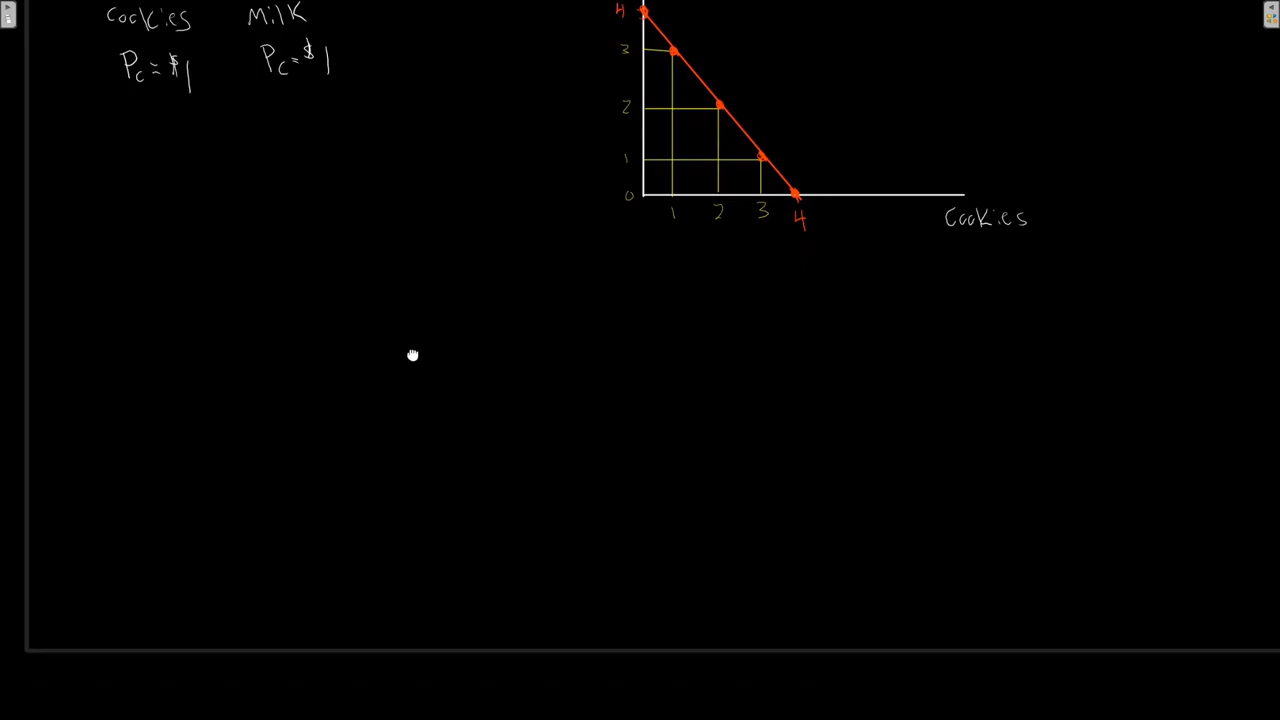 Cookies Milk
Pc = $1 Pc = $1
4
3
2
1
0
1 2 3 4
Cookies